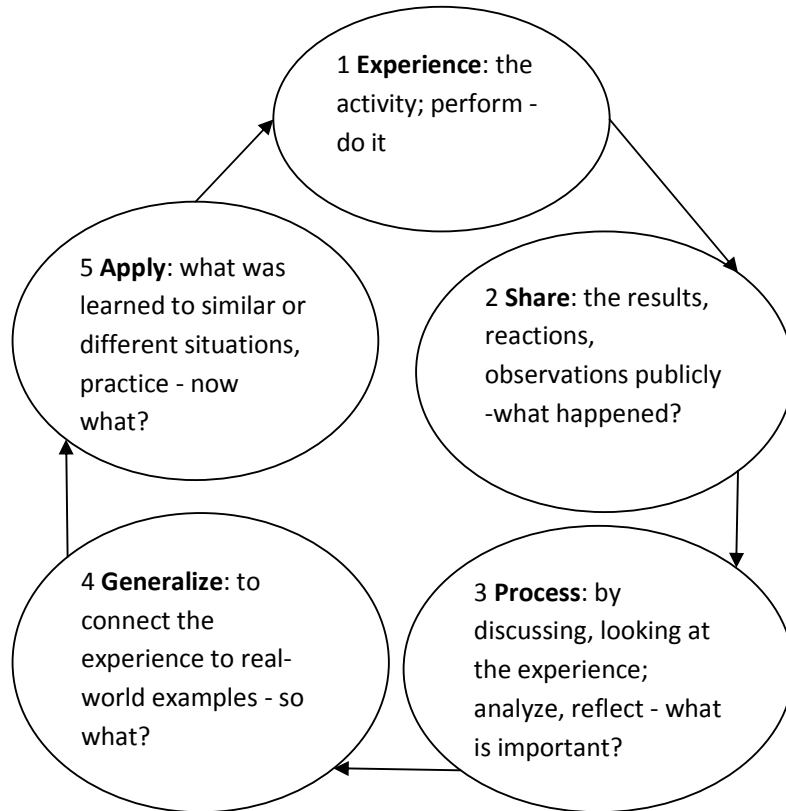 1 Experience: the
activity; perform -
do it
2 Share: the results,
reactions,
observations publicly
-what happened?
3 Process: by
discussing, looking at
the experience;
analyze, reflect - what
is important?
4 Generalize: to
connect the
experience to real-
world examples - so
what?
5 Apply: what was
learned to similar or
different situations,
practice - now
what?